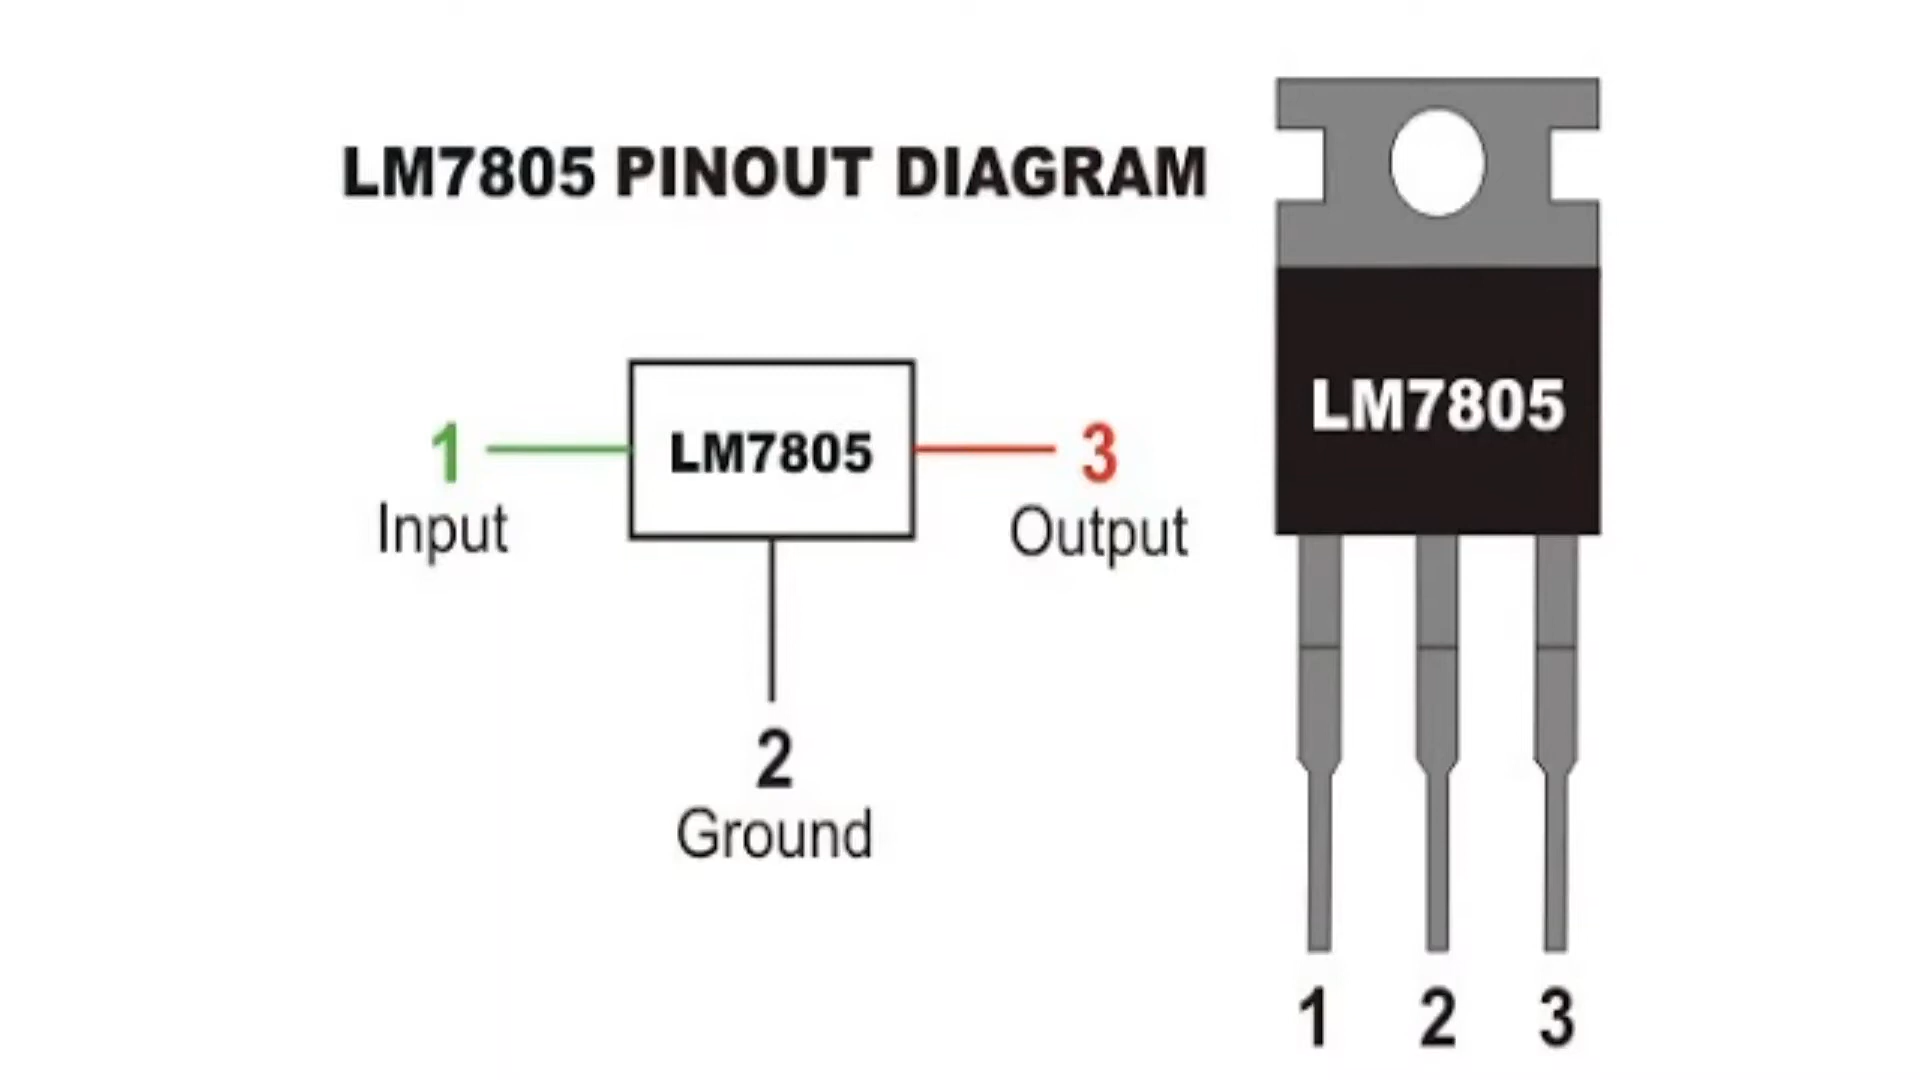 LM7805 PINOUT DIAGRAM
LM7805
1
Input
LM7805
3
Output
2
Ground
1 2 3